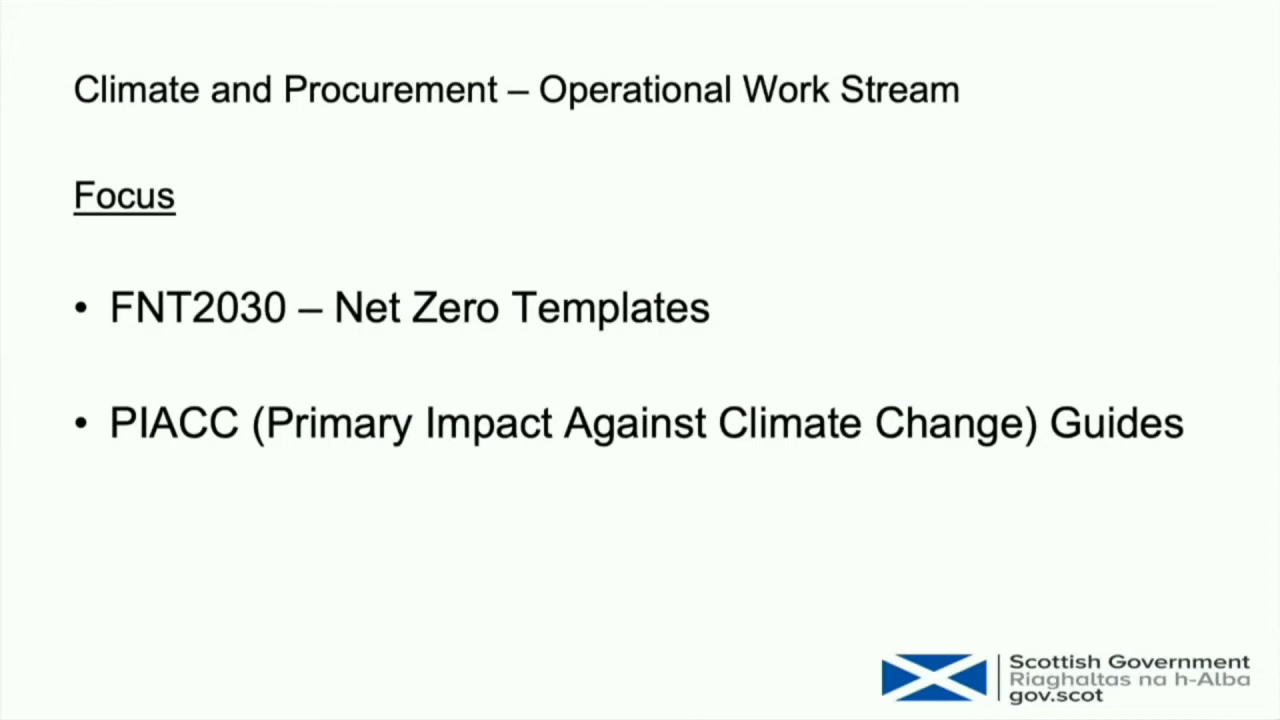 Climate and Procurement – Operational Work Stream
Focus
• FNT2030 – Net Zero Templates
• PIACC (Primary Impact Against Climate Change) Guides
Scottish Government
Riaghaltas na h-Alba
gov.scot